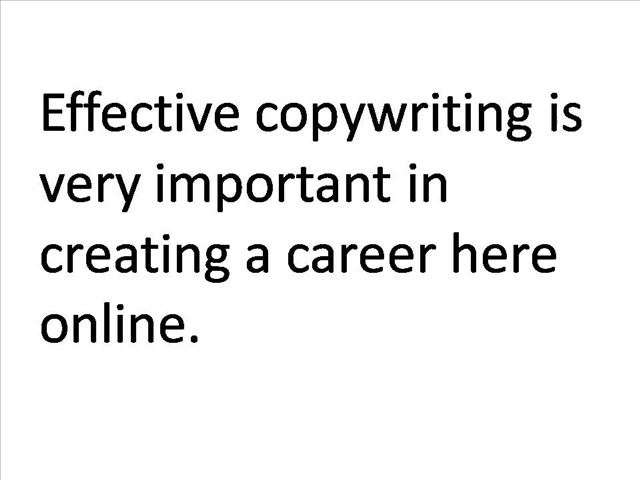 Effective copywriting is
very important in
creating a career here
online.